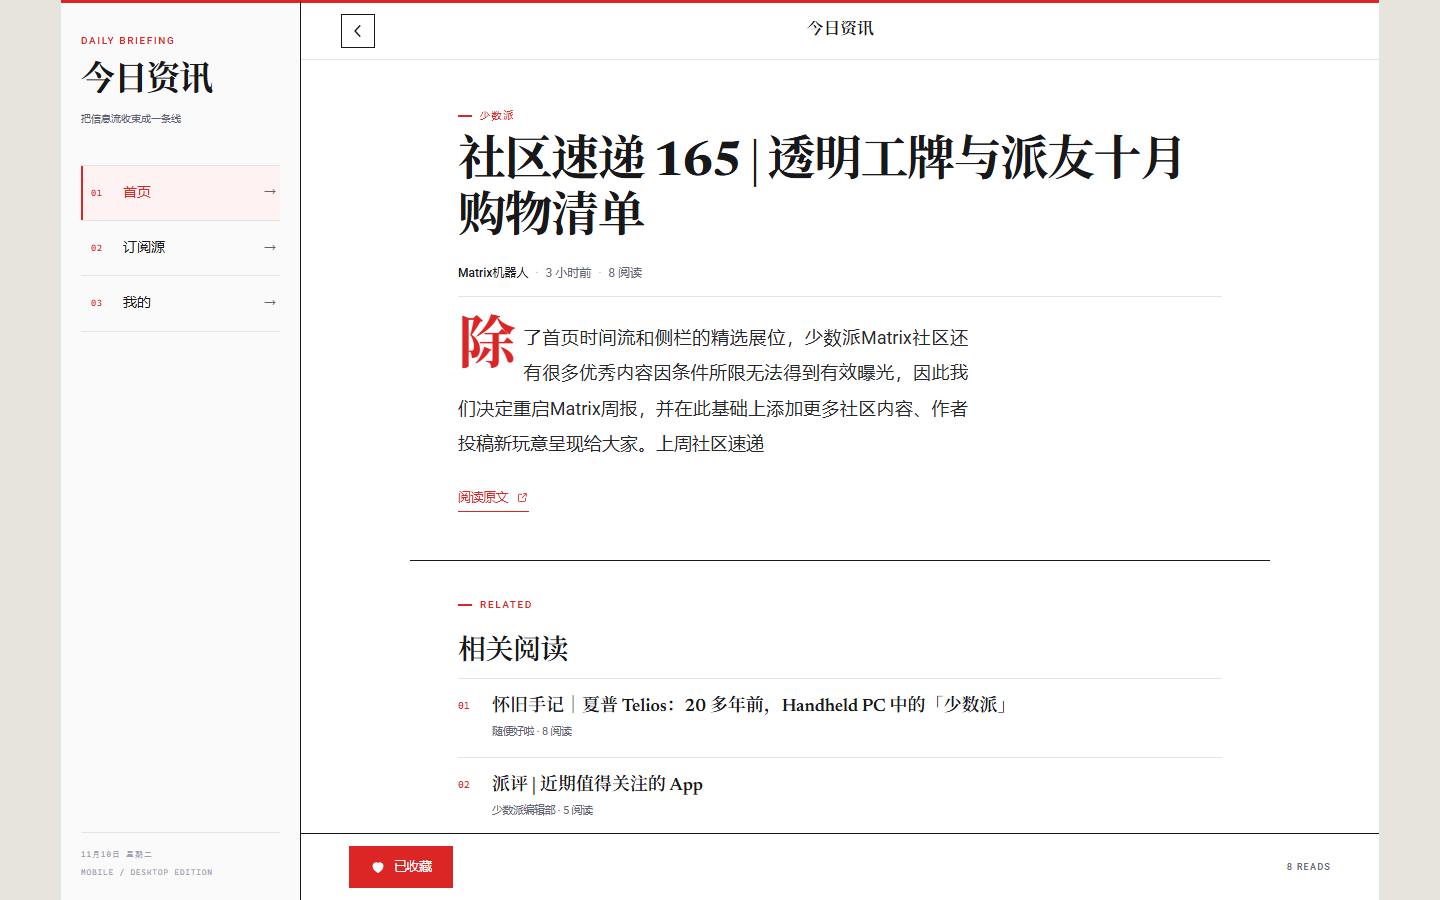 DAILY BRIEFING
今日资讯
把信息流收束成一条线
01 首页 →
02 订阅源 →
03 我的 →
11月10日 星期二
MOBILE / DESKTOP EDITION
今日资讯
少数派
社区速递 165 | 透明工牌与派友十月
购物清单
Matrix机器人 · 3 小时前 · 8 阅读
除了首页时间流和侧栏的精选展位，少数派Matrix社区还
有很多优秀内容因条件所限无法得到有效曝光，因此我
们决定重启Matrix周报，并在此基础上添加更多社区内容、作者
投稿新玩意呈现给大家。上周社区速递
阅读原文
RELATED
相关阅读
01 怀旧手记｜夏普 Telios：20 多年前，Handheld PC 中的「少数派」
随便好啦 · 8 阅读
02 派评 | 近期值得关注的 App
少数派编辑部 · 5 阅读
已收藏
8 READS